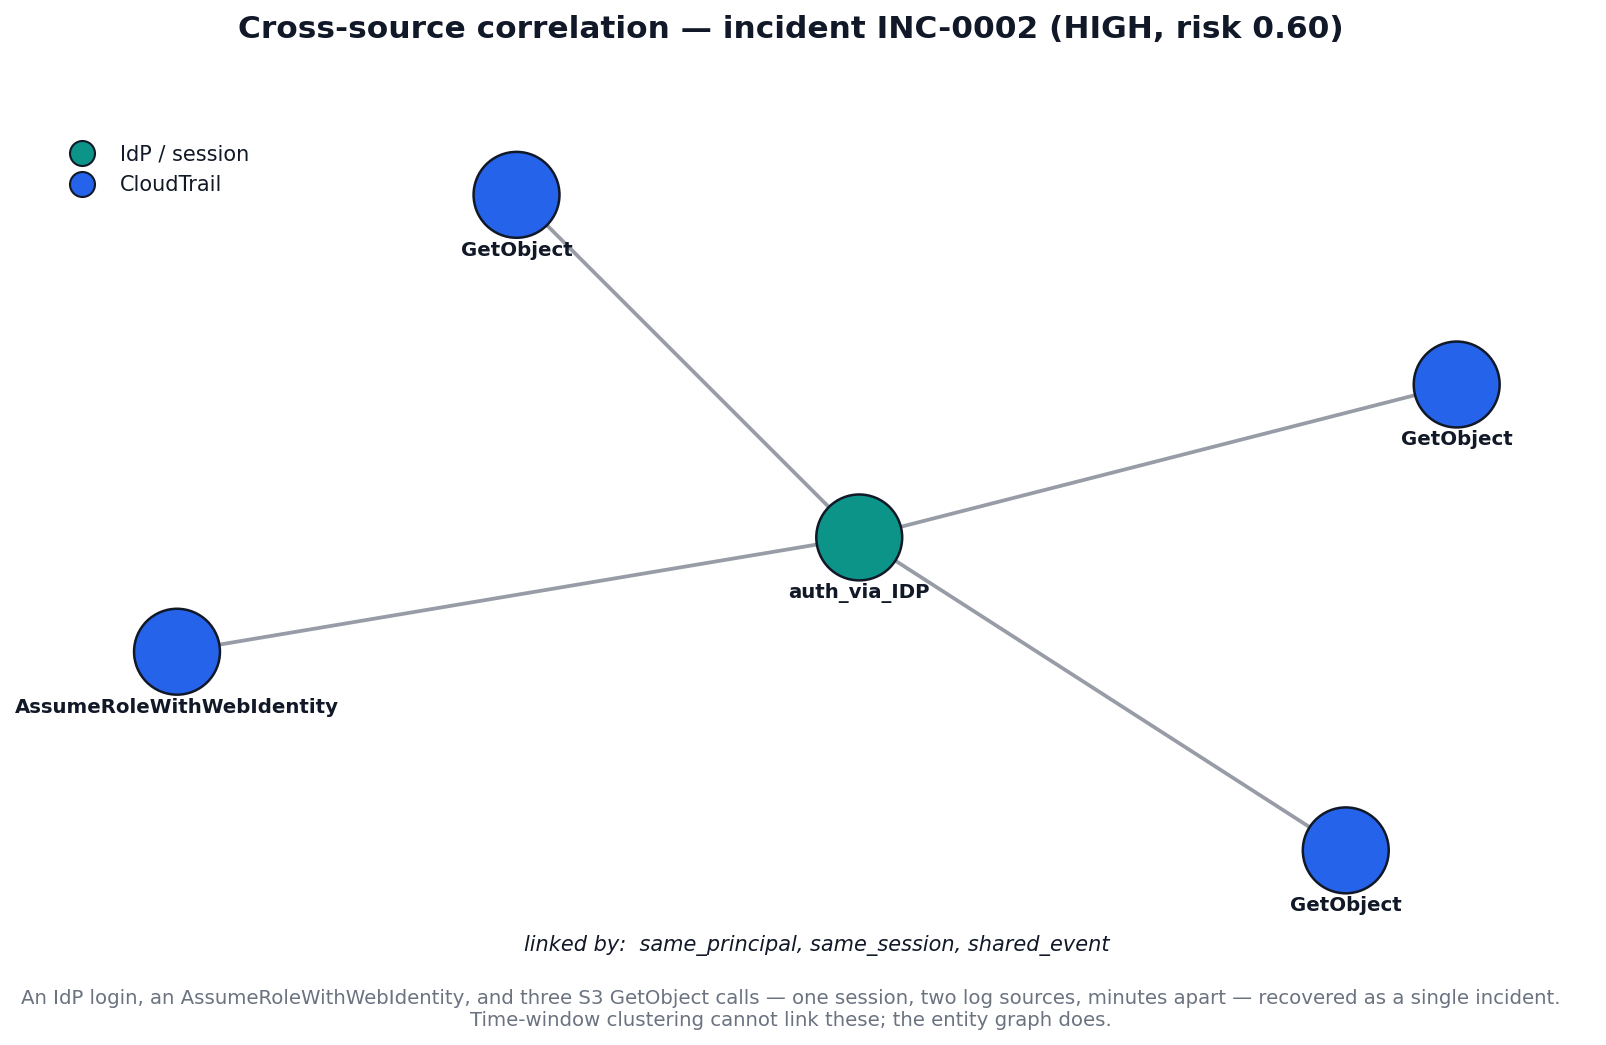 Cross-source correlation — incident INC-0002 (HIGH, risk 0.60)
IdP / session
CloudTrail
GetObject
GetObject
auth_via_IDP
AssumeRoleWithWebIdentity
GetObject
linked by:  same_principal, same_session, shared_event
An IdP login, an AssumeRoleWithWebIdentity, and three S3 GetObject calls — one session, two log sources, minutes apart — recovered as a single incident.
Time-window clustering cannot link these; the entity graph does.